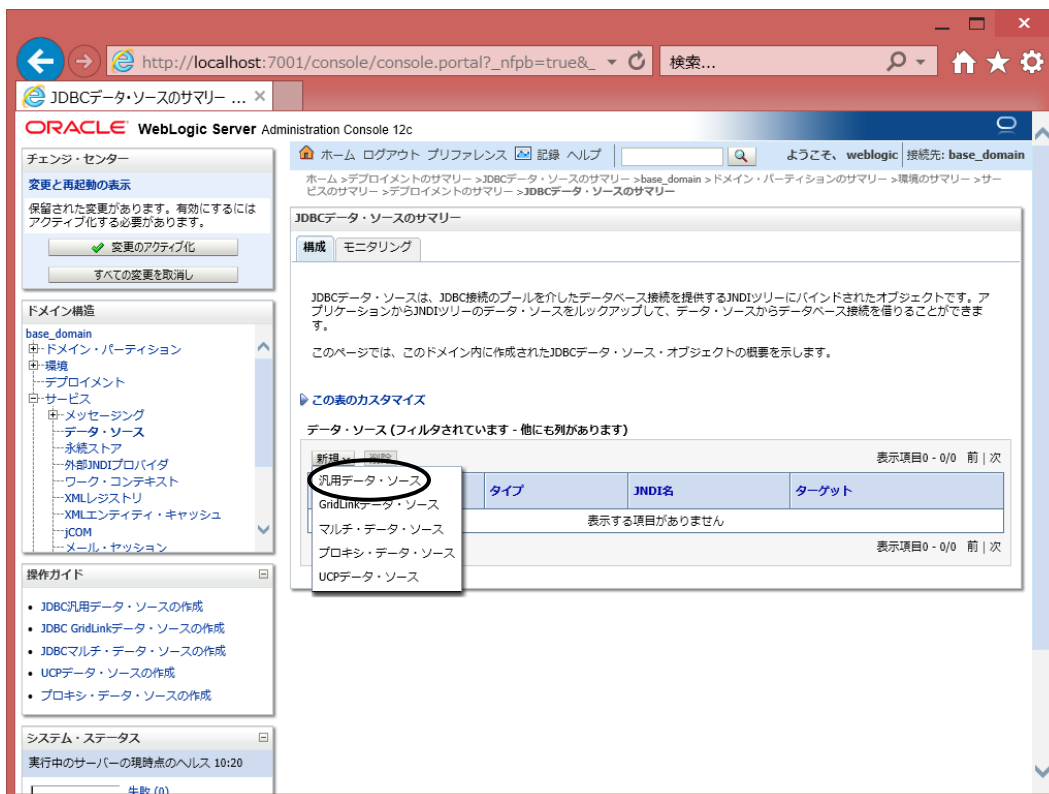 http://localhost:7001/console/console.portal?_nfpb=true&_
検索...
JDBCデータ・ソースのサマリー ...
ORACLE WebLogic Server Administration Console 12c
チェンジ・センター
変更と再起動の表示
保留された変更があります。有効にするには
アクティブ化する必要があります。
変更のアクティブ化
すべての変更を取消し
ドメイン構造
base_domain
ドメイン・パーティション
環境
デプロイメント
サービス
メッセージング
データ・ソース
永続ストア
外部JNDIプロバイダ
ワーク・コンテキスト
XMLレジストリ
XMLエンティティ・キャッシュ
jCOM
メール・セッション
操作ガイド
• JDBC汎用データ・ソースの作成
• JDBC GridLinkデータ・ソースの作成
• JDBCマルチ・データ・ソースの作成
• UCPデータ・ソースの作成
• プロキシ・データ・ソースの作成
システム・ステータス
実行中のサーバーの現時点のヘルス 10:20
失敗 (0)
ホーム ログアウト プリファレンス 記録 ヘルプ
ようこそ、 weblogic 接続先: base_domain
ホーム >デプロイメントのサマリー >JDBCデータ・ソースのサマリー >base_domain >ドメイン・パーティションのサマリー >環境のサマリー >サー
ビスのサマリー >デプロイメントのサマリー >JDBCデータ・ソースのサマリー
JDBCデータ・ソースのサマリー
構成 モニタリング
JDBCデータ・ソースは、JDBC接続のプールを介したデータベース接続を提供するJNDIツリーにバインドされたオブジェクトです。ア
プリケーションからJNDIツリーのデータ・ソースをルックアップして、データ・ソースからデータベース接続を借りることができま
す。
このページでは、このドメイン内に作成されたJDBCデータ・ソース・オブジェクトの概要を示します。
この表のカスタマイズ
データ・ソース (フィルタされています - 他にも列があります)
新規 削除
表示項目0 - 0/0 前 | 次
汎用データ・ソース
GridLinkデータ・ソース
マルチ・データ・ソース
プロキシ・データ・ソース
UCPデータ・ソース
タイプ JNDI名 ターゲット
表示する項目がありません
表示項目0 - 0/0 前 | 次